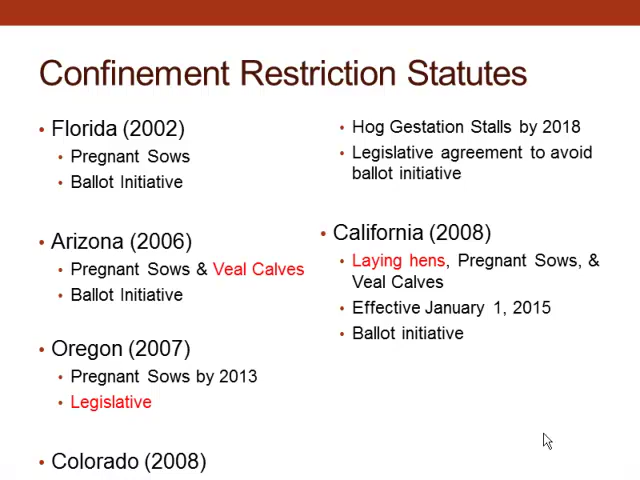 Confinement Restriction Statutes
• Florida (2002)
• Pregnant Sows
• Ballot Initiative
• Arizona (2006)
• Pregnant Sows & Veal Calves
• Ballot Initiative
• Oregon (2007)
• Pregnant Sows by 2013
• Legislative
• Colorado (2008)
• Hog Gestation Stalls by 2018
• Legislative agreement to avoid
ballot initiative
• California (2008)
• Laying hens, Pregnant Sows, &
Veal Calves
• Effective January 1, 2015
• Ballot initiative